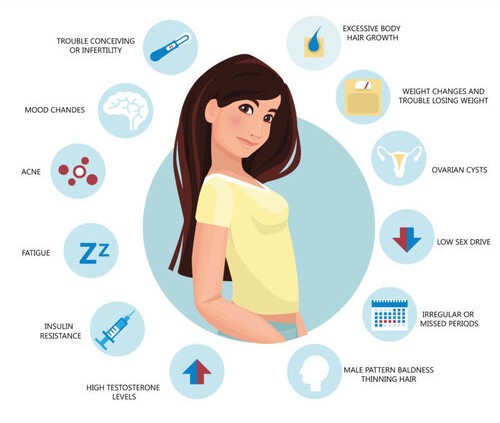 TROUBLE CONCEIVING
OR INFERTILITY
EXCESSIVE BODY
HAIR GROWTH
MOOD CHANDES
WEIGHT CHANGES AND
TROUBLE LOSING WEIGHT
ACNE
OVARIAN CYSTS
FATIGUE
ZZ
LOW SEX DRIVE
INSULIN
RESISTANCE
IRREGULAR OR
MISSED PERIODS
HIGH TESTOSTERONE
LEVELS
MALE PATTERN BALDNESS
THINNING HAIR